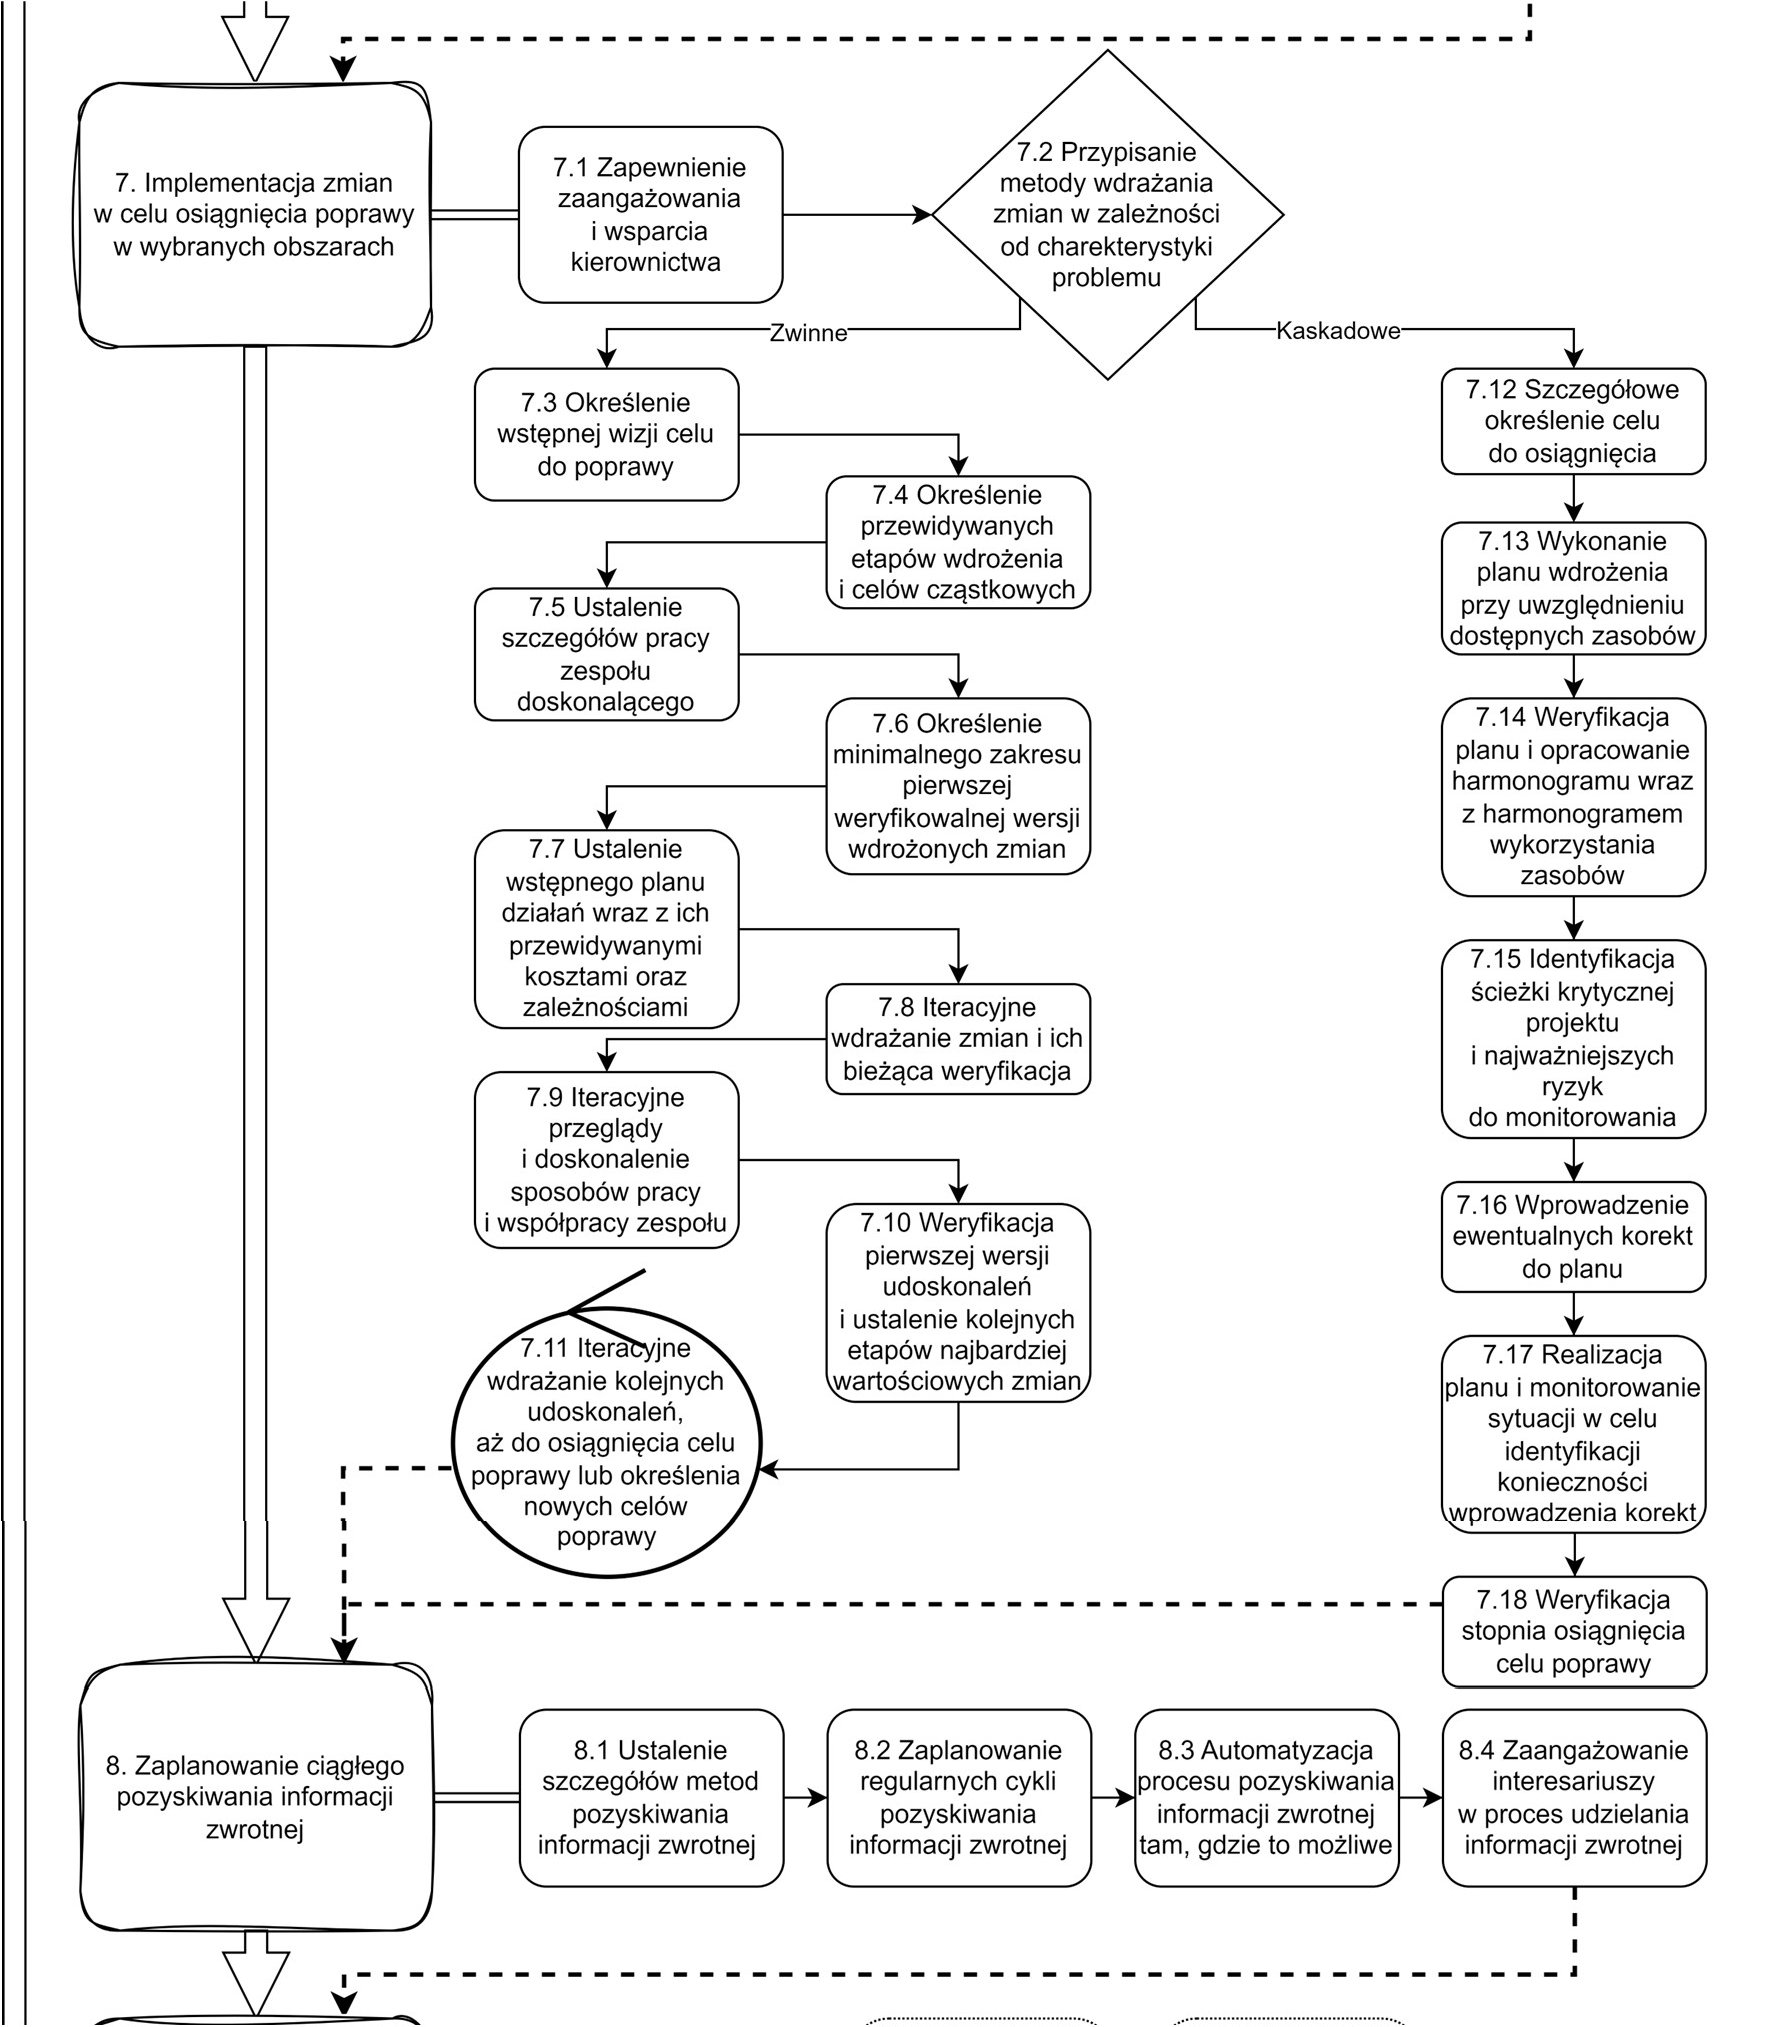 7. Implementacja zmian
w celu osiągnięcia poprawy
w wybranych obszarach
7.1 Zapewnienie
zaangażowania
i wsparcia
kierownictwa
7.2 Przypisanie
metody wdrażania
zmian w zależności
od charekterystyki
problemu
Zwinne
Kaskadowe
7.3 Określenie
wstępnej wizji celu
do poprawy
7.4 Określenie
przewidywanych
etapów wdrożenia
i celów cząstkowych
7.5 Ustalenie
szczegółów pracy
zespołu
doskonalącego
7.6 Określenie
minimalnego zakresu
pierwszej
weryfikowalnej wersji
wdrożonych zmian
7.7 Ustalenie
wstępnego planu
działań wraz z ich
przewidywanymi
kosztami oraz
zależnościami
7.8 Iteracyjne
wdrażanie zmian i ich
bieżąca weryfikacja
7.9 Iteracyjne
przeglądy
i doskonalenie
sposobów pracy
i współpracy zespołu
7.10 Weryfikacja
pierwszej wersji
udoskonaleń
i ustalenie kolejnych
etapów najbardziej
wartościowych zmian
7.11 Iteracyjne
wdrażanie kolejnych
udoskonaleń,
aż do osiągnięcia celu
poprawy lub określenia
nowych celów
poprawy
7.12 Szczegółowe
określenie celu
do osiągnięcia
7.13 Wykonanie
planu wdrożenia
przy uwzględnieniu
dostępnych zasobów
7.14 Weryfikacja
planu i opracowanie
harmonogramu wraz
z harmonogramem
wykorzystania
zasobów
7.15 Identyfikacja
ścieżki krytycznej
projektu
i najważniejszych
ryzyk
do monitorowania
7.16 Wprowadzenie
ewentualnych korekt
do planu
7.17 Realizacja
planu i monitorowanie
sytuacji w celu
identyfikacji
konieczności
wprowadzenia korekt
7.18 Weryfikacja
stopnia osiągnięcia
celu poprawy
8. Zaplanowanie ciągłego
pozyskiwania informacji
zwrotnej
8.1 Ustalenie
szczegółów metod
pozyskiwania
informacji zwrotnej
8.2 Zaplanowanie
regularnych cykli
pozyskiwania
informacji zwrotnej
8.3 Automatyzacja
procesu pozyskiwania
informacji zwrotnej
tam, gdzie to możliwe
8.4 Zaangażowanie
interesariuszy
w proces udzielania
informacji zwrotnej